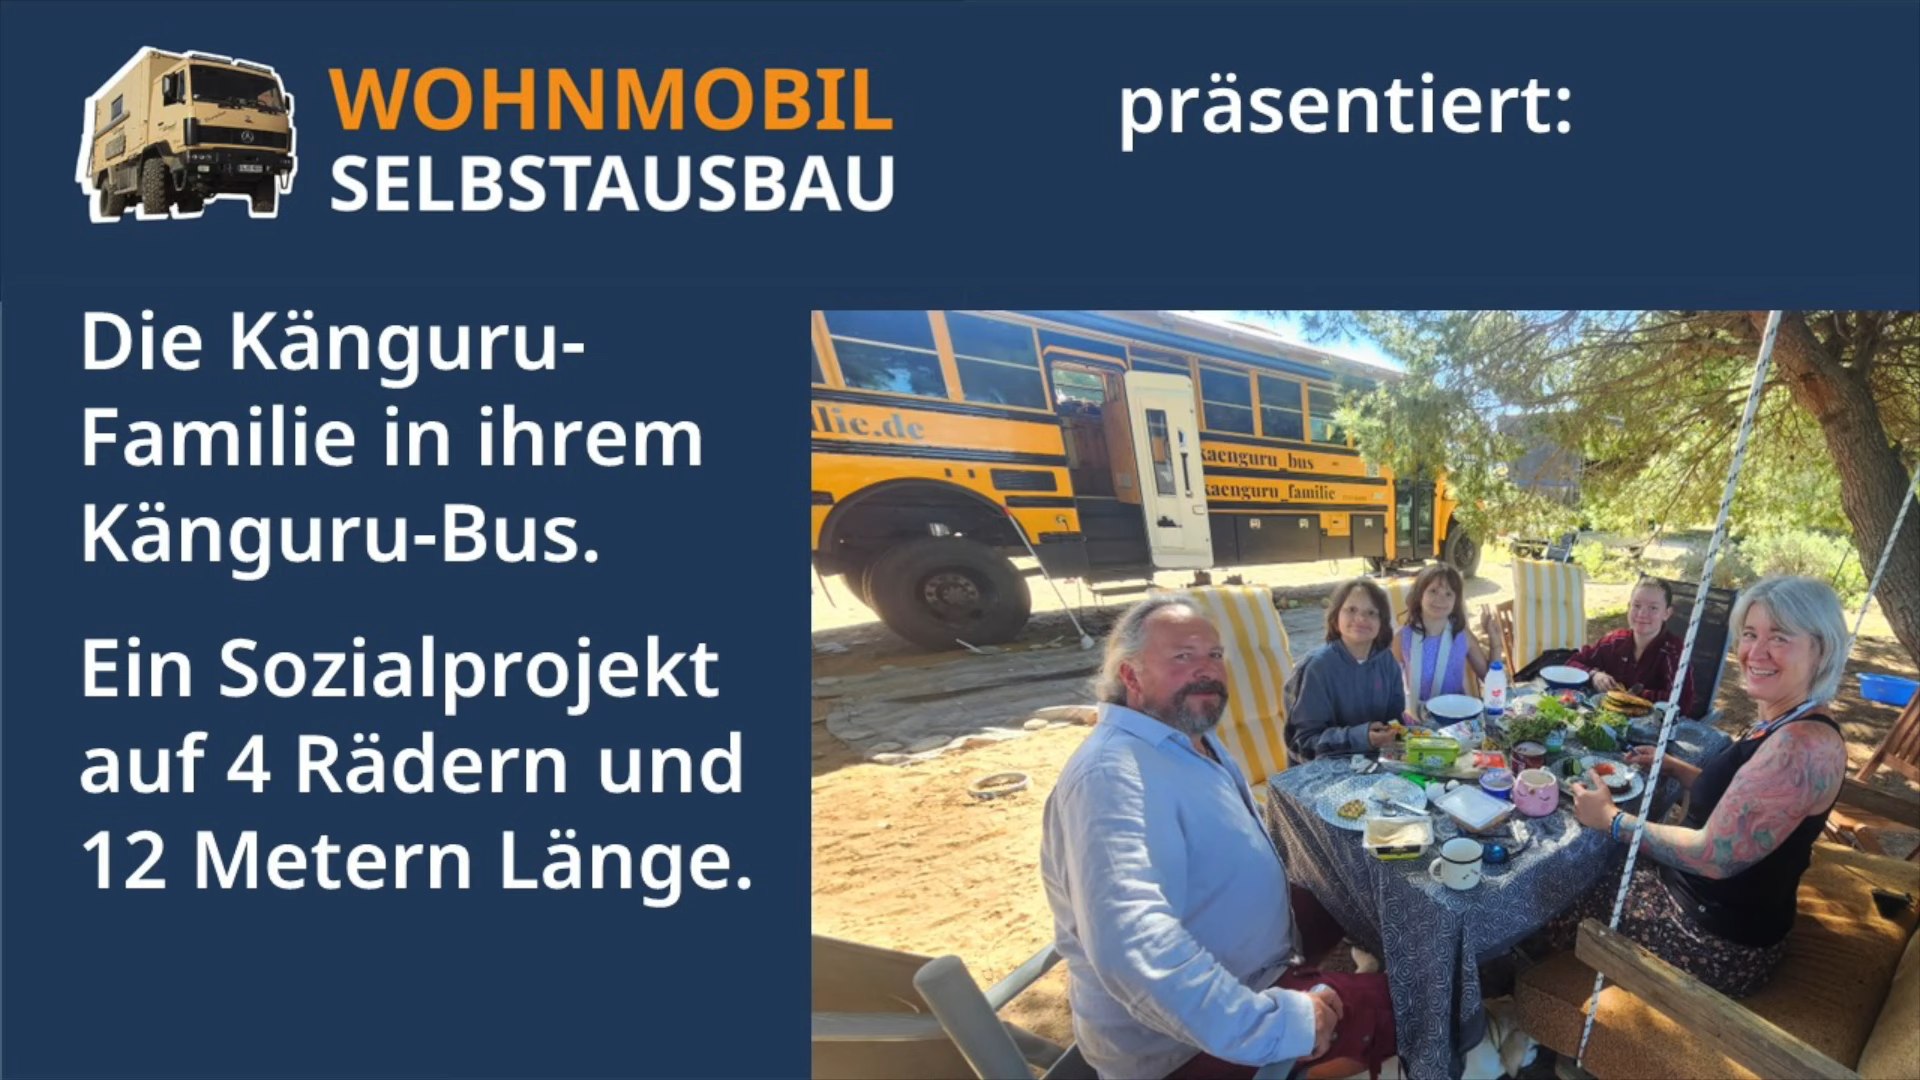 WOHNMOBIL
SELBSTAUSBAU
präsentiert:
Die Känguru-
Familie in ihrem
Känguru-Bus.
Ein Sozialprojekt
auf 4 Rädern und
12 Metern Länge.
lie.de
kaenguru_bus
kaenguru_familie